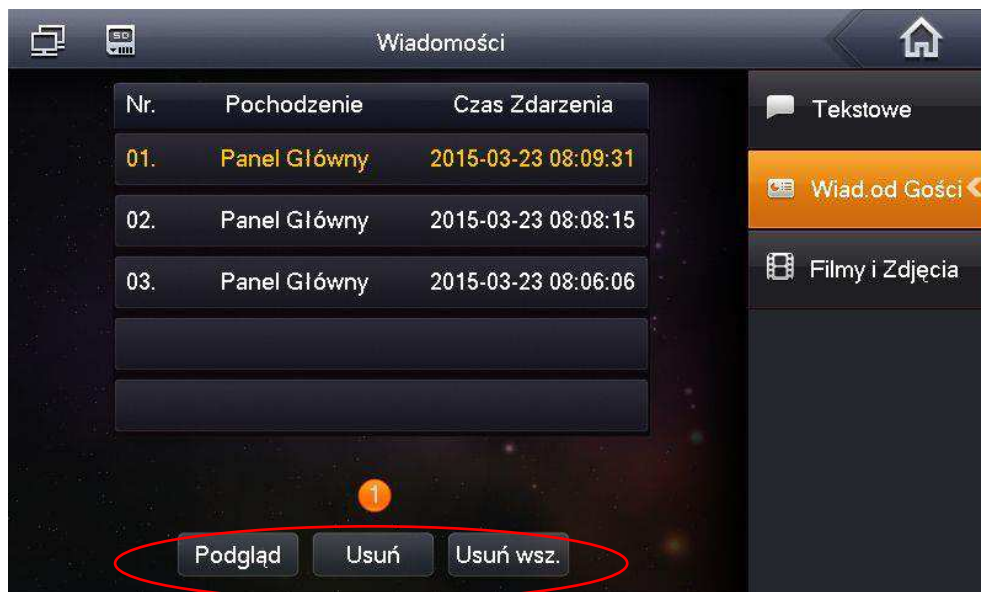 SD
Wiadomości
Nr. Pochodzenie Czas Zdarzenia
01. Panel Główny 2015-03-23 08:09:31
02. Panel Główny 2015-03-23 08:08:15
03. Panel Główny 2015-03-23 08:06:06
1
Podgląd Usuń Usuń wsz.
Tekstowe
Wiad.od Gości
Filmy i Zdjęcia